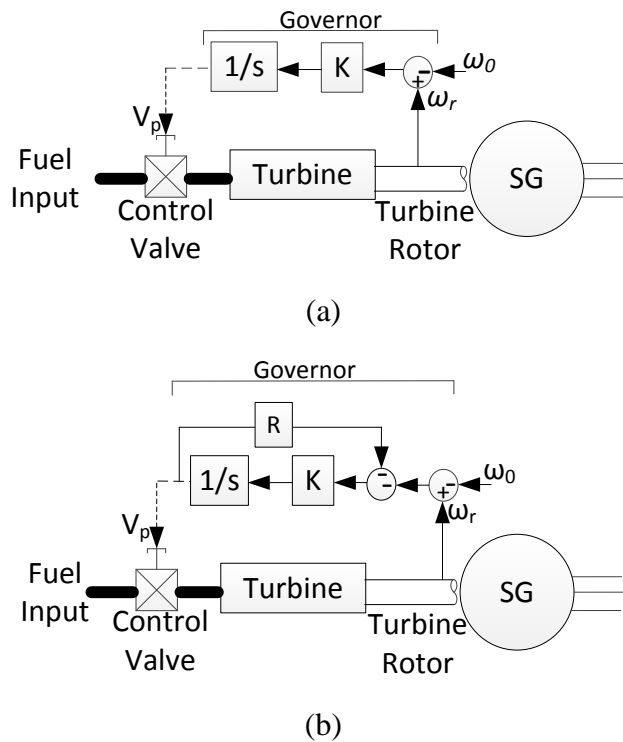 Governor
1/s
K
+
-
ω0
ωr
Vp
Fuel
Input
Control
Valve
Turbine
Turbine
Rotor
SG
(a)
Governor
R
1/s
K
-
-
+
-
ω0
ωr
Vp
Fuel
Input
Control
Valve
Turbine
Turbine
Rotor
SG
(b)